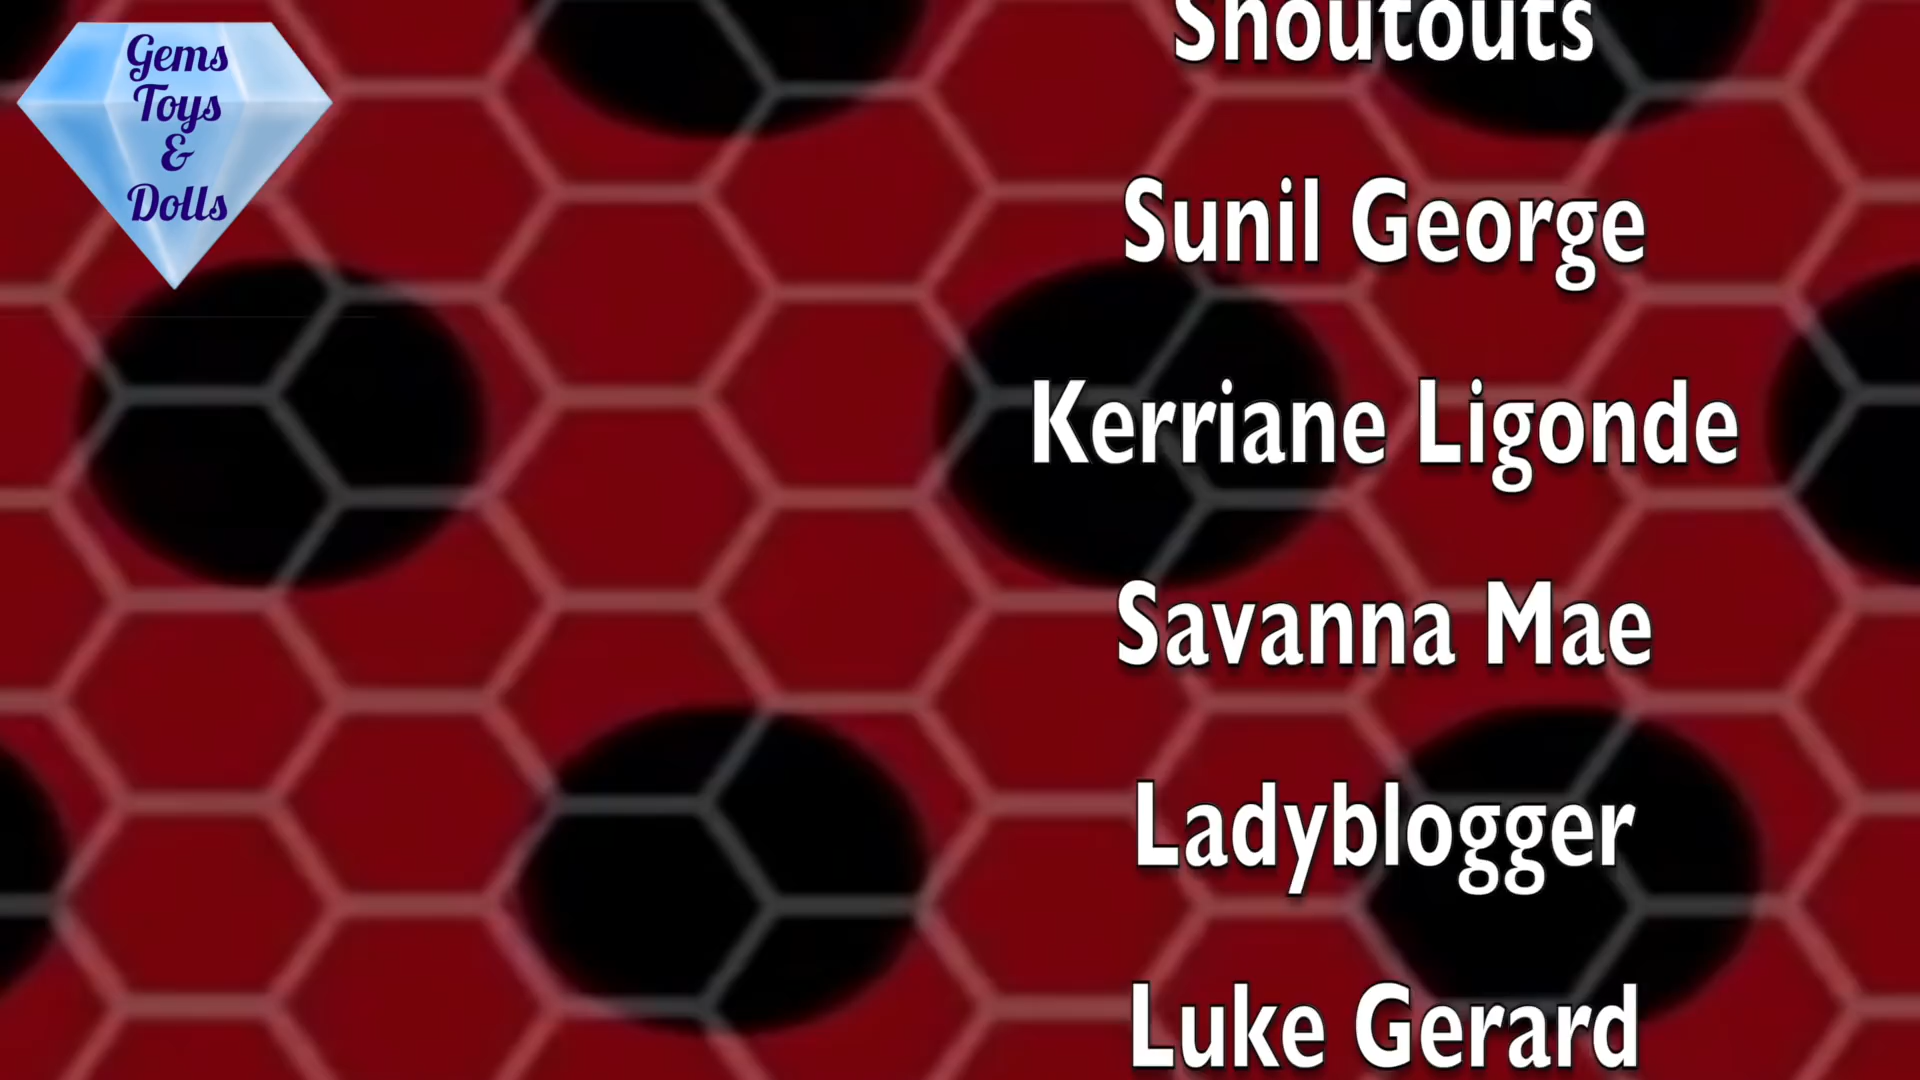 Gems
Toys
&
Dolls
Shoutouts
Sunil George
Kerriane Ligonde
Savanna Mae
Ladyblogger
Luke Gerard